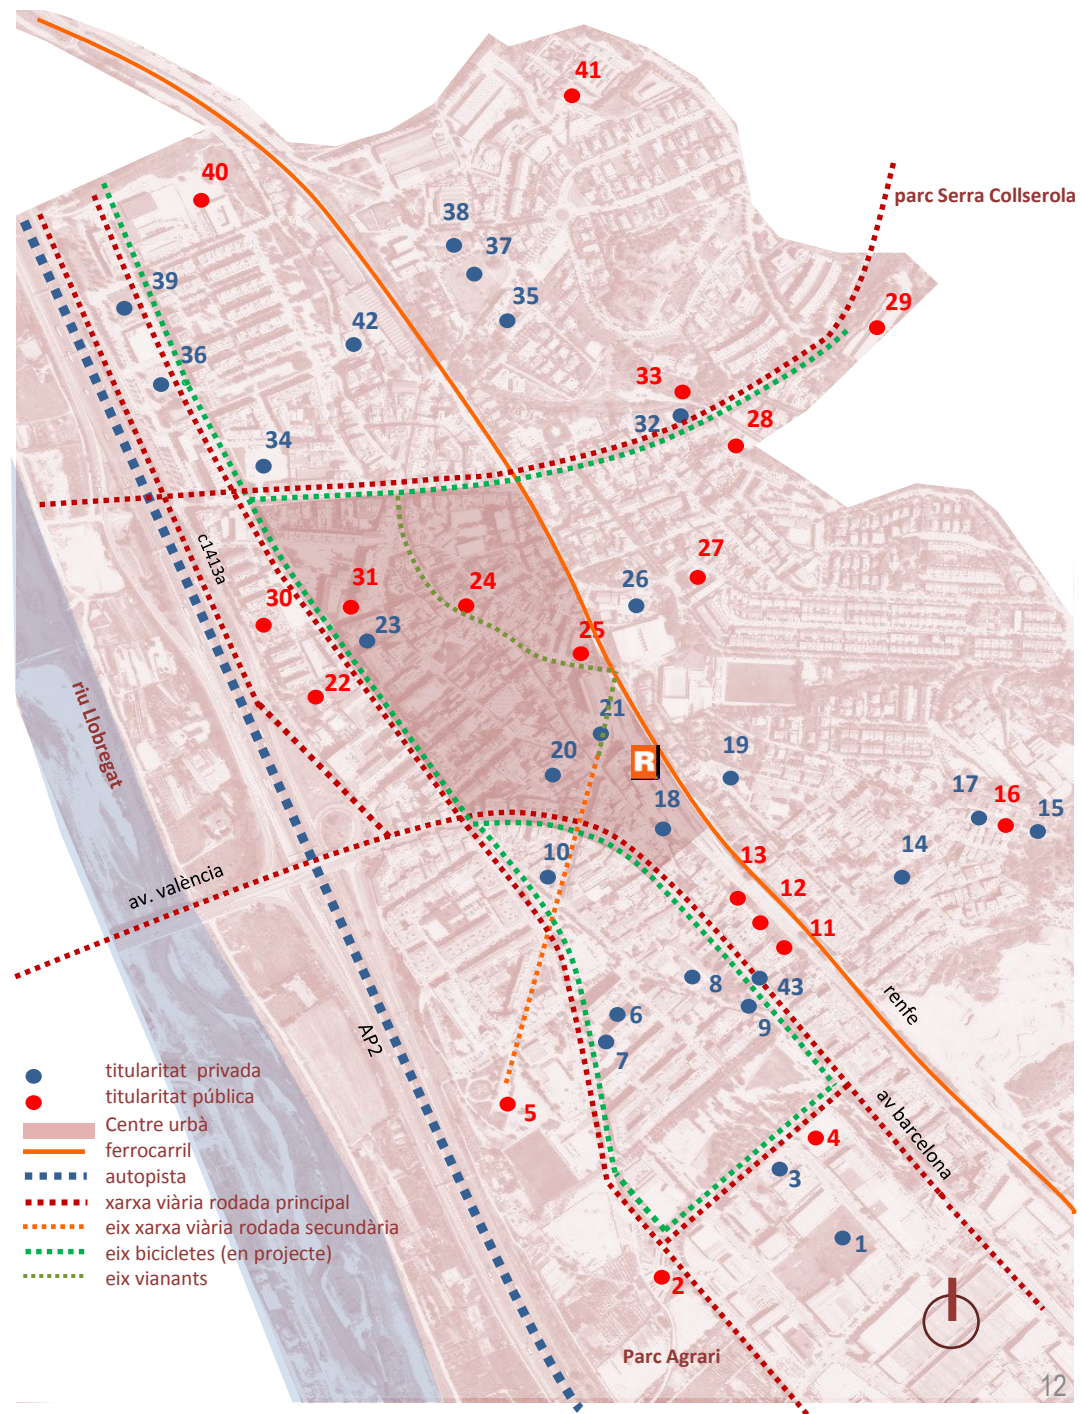 41
40
parc Serra Collserola
38
37
39
35
29
42
36
33
32
28
34
c1413a
27
31
24
26
30
23
25
22
riu Llobregat
21
20
R
19
18
17
16
15
10
14
av. valència
13
12
11
8
43
9
renfe
6
7
AP2
titularitat privada
titularitat pública
Centre urbà
ferrocarril
autopista
xarxa viària rodada principal
eix xarxa viària rodada secundària
eix bicicletes (en projecte)
eix vianants
5
av barcelona
4
3
1
2
Parc Agrari
12